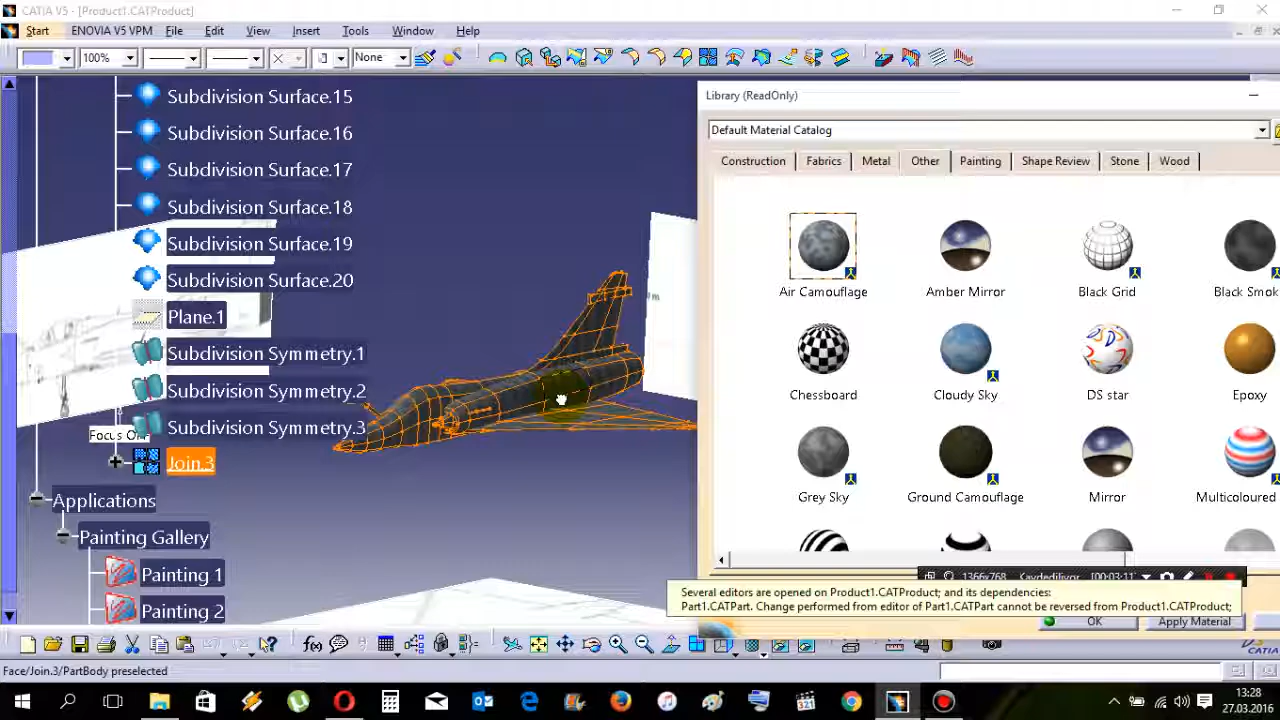 CATIA V5 - [Product1.CATProduct]
Start ENOVIA V5 VPM File Edit View Insert Tools Window Help
100% None
Subdivision Surface.15
Subdivision Surface.16
Subdivision Surface.17
Subdivision Surface.18
Subdivision Surface.19
Subdivision Surface.20
Plane.1
Subdivision Symmetry.1
Subdivision Symmetry.2
Subdivision Symmetry.3
Focus On
Join.3
Applications
Painting Gallery
Painting 1
Painting 2
Library (ReadOnly)
Default Material Catalog
Construction Fabrics Metal Other Painting Shape Review Stone Wood
Air Camouflage Amber Mirror Black Grid Black Smok
Chessboard Cloudy Sky DS star Epoxy
Grey Sky Ground Camouflage Mirror Multicoloured
1366x768 Kaydediliyor [00:03:11]
Several editors are opened on Product1.CATProduct; and its dependencies:
Part1.CATPart. Change performed from editor of Part1.CATPart cannot be reversed from Product1.CATProduct;
OK Apply Material
f(x)
CATIA
Face/Join.3/PartBody preselected
13:28
27.03.2016